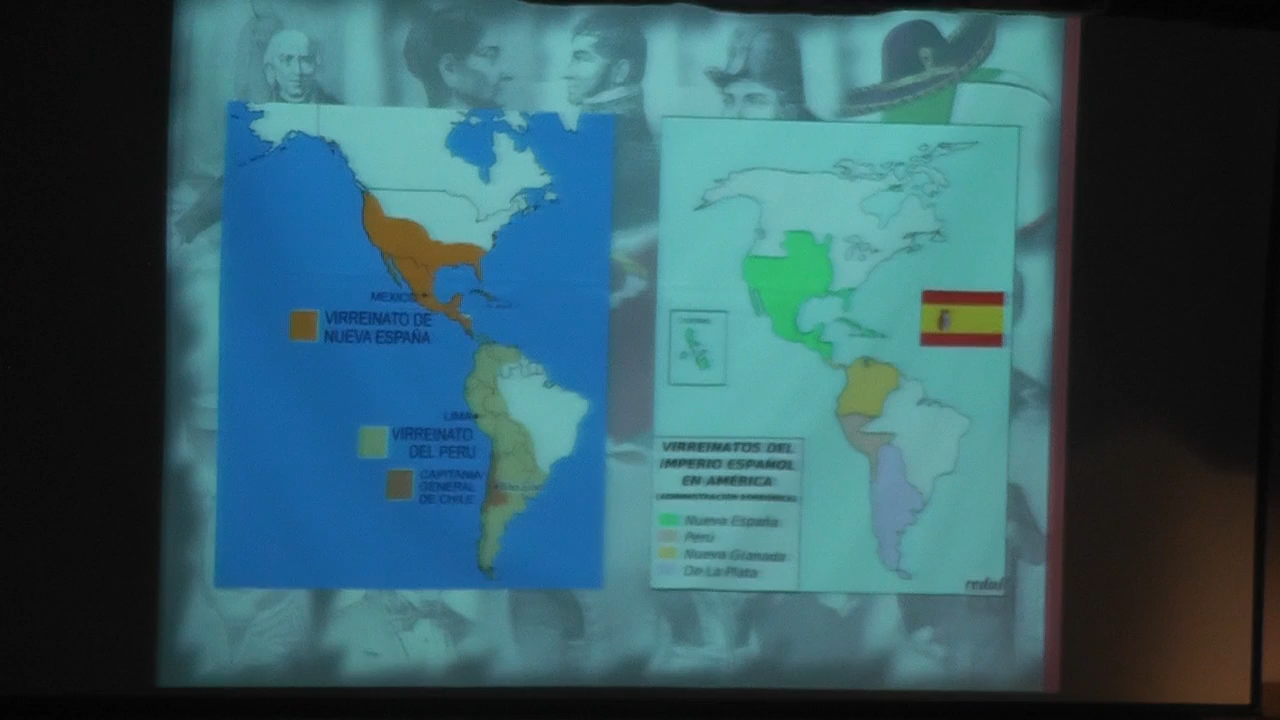 MEXICO
VIRREINATO DE
NUEVA ESPAÑA
LIMA
VIRREINATO
DEL PERU
CAPITANIA
GENERAL
DE CHILE
VIRREINATOS DEL
IMPERIO ESPAÑOL
EN AMÉRICA
Nueva España
Perú
Nueva Granada
De La Plata